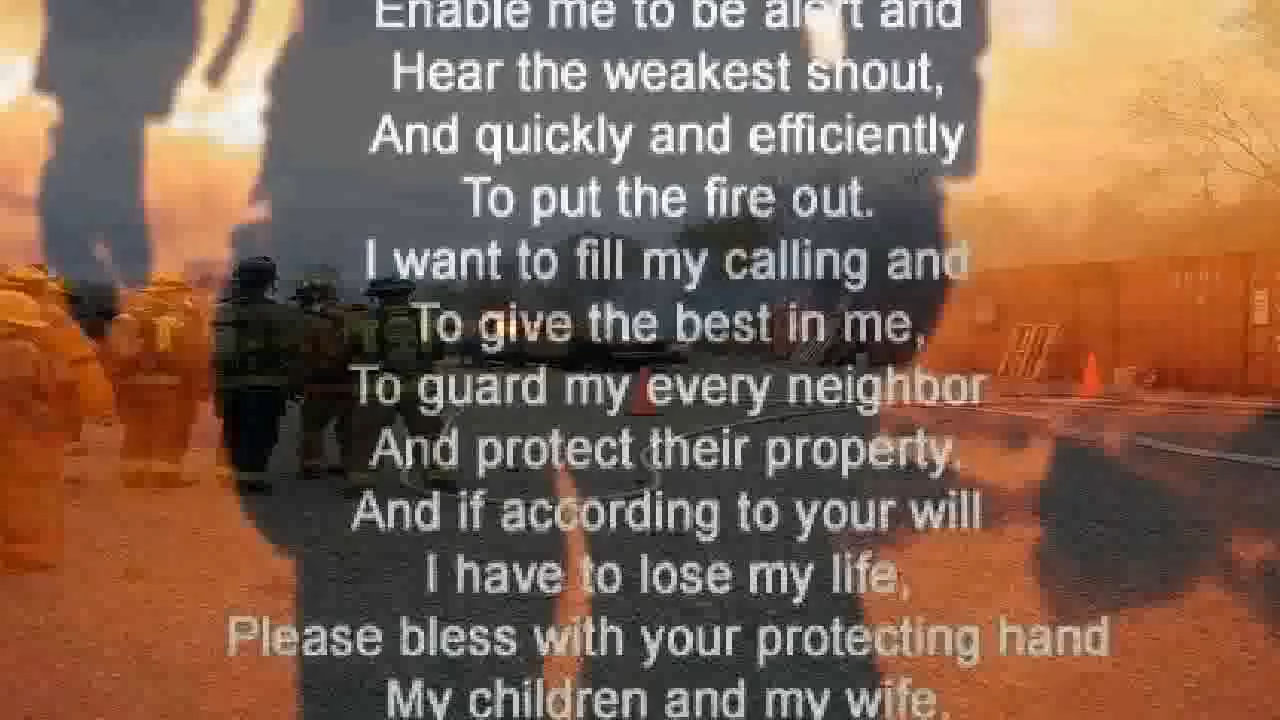 Enable me to be alert and
Hear the weakest shout,
And quickly and efficiently
To put the fire out.
I want to fill my calling and
To give the best in me,
To guard my every neighbor
And protect their property.
And if according to your will
I have to lose my life,
Please bless with your protecting hand
My children and my wife.